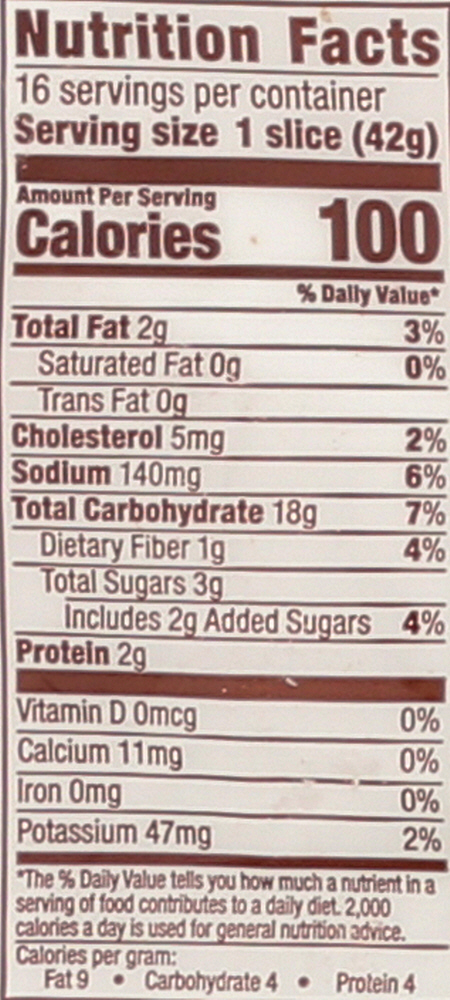 Nutrition Facts
16 servings per container
Serving size 1 slice (42g)
Amount Per Serving
Calories 100
% Daily Value*
Total Fat 2g 3%
Saturated Fat 0g 0%
Trans Fat 0g
Cholesterol 5mg 2%
Sodium 140mg 6%
Total Carbohydrate 18g 7%
Dietary Fiber 1g 4%
Total Sugars 3g
Includes 2g Added Sugars 4%
Protein 2g
Vitamin D 0mcg 0%
Calcium 11mg 0%
Iron 0mg 0%
Potassium 47mg 2%
*The % Daily Value tells you how much a nutrient in a
serving of food contributes to a daily diet. 2,000
calories a day is used for general nutrition advice.
Calories per gram:
Fat 9 • Carbohydrate 4 • Protein 4